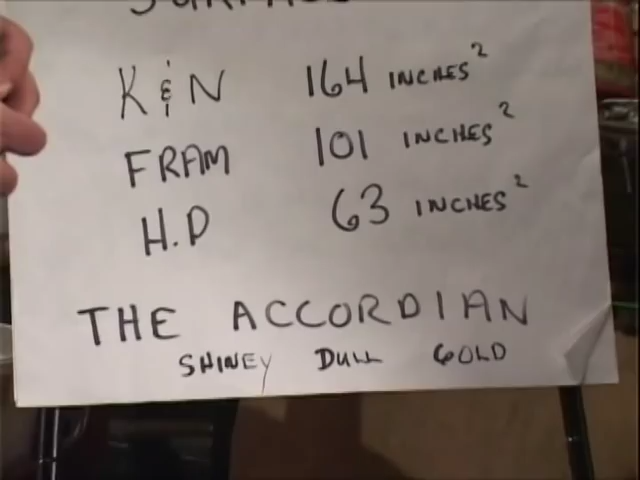 K & N 164 INCHES²
FRAM 101 INCHES²
H.D 63 INCHES²
THE ACCORDIAN
SHINEY DULL GOLD